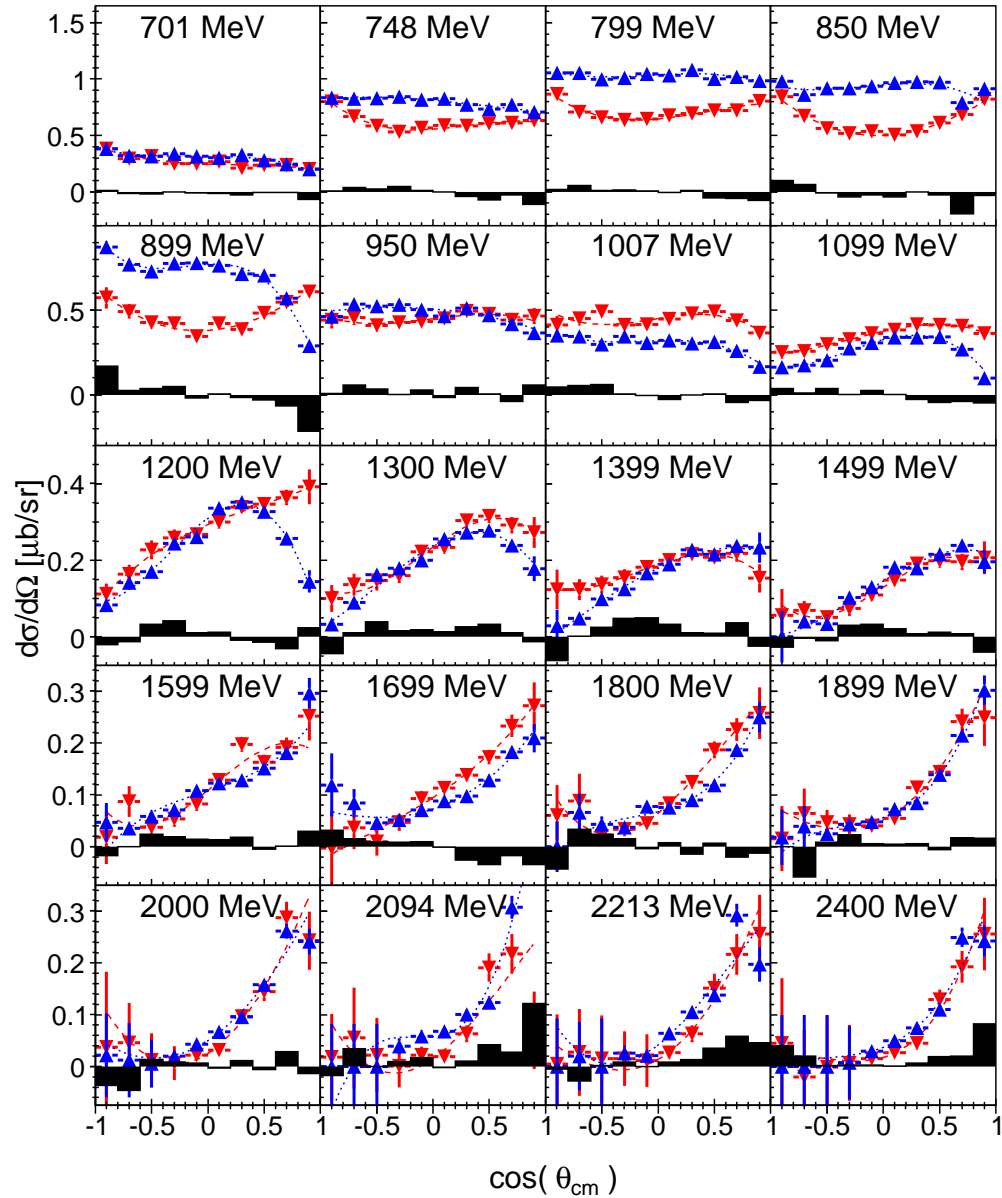 701 MeV 748 MeV 799 MeV 850 MeV
1.5
1
0.5
0
899 MeV 950 MeV 1007 MeV 1099 MeV
0.5
0
1200 MeV 1300 MeV 1399 MeV 1499 MeV
0.4
0.2
0
dσ/dΩ [μb/sr]
1599 MeV 1699 MeV 1800 MeV 1899 MeV
0.3
0.2
0.1
0
2000 MeV 2094 MeV 2213 MeV 2400 MeV
0.3
0.2
0.1
0
-1 -0.5 0 0.5 1 -0.5 0 0.5 1 -0.5 0 0.5 1 -0.5 0 0.5 1
cos( θcm )